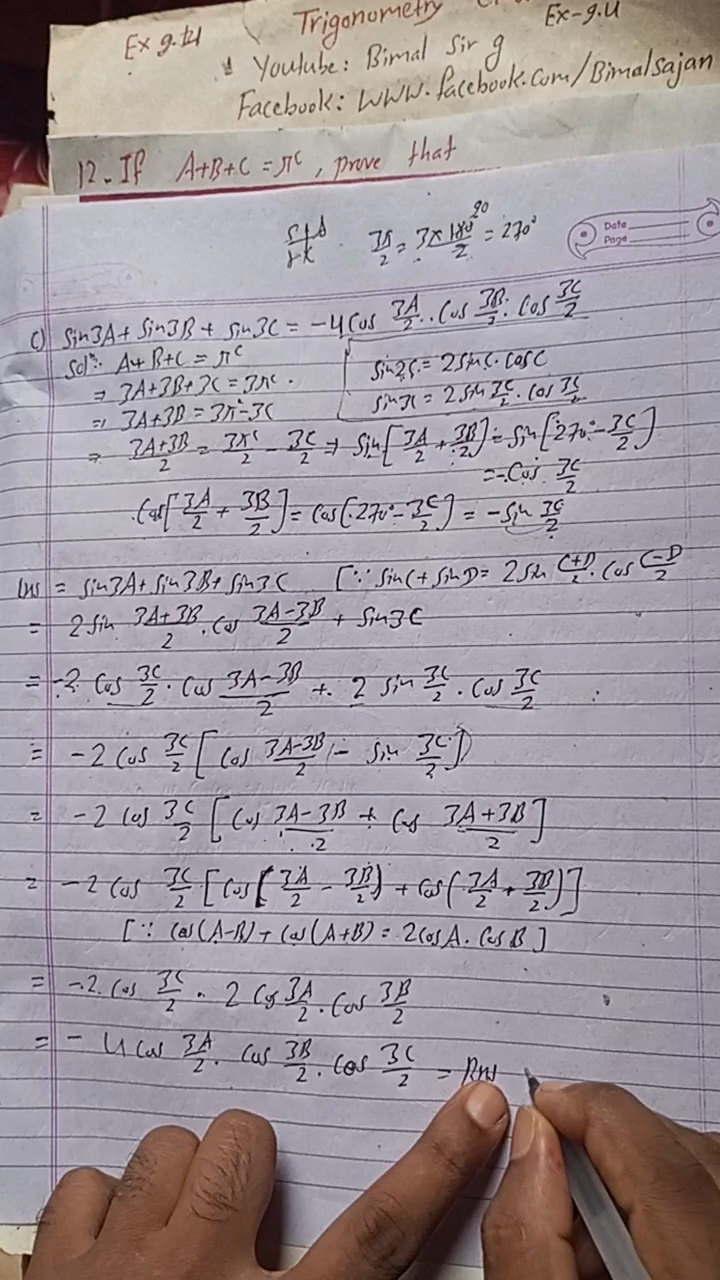 Trigonometry
Ex 9.4
Ex-9.4
Youtube: Bimal Sir g
Facebook: WWW.facebook.com/Bimalsajan
12. If A+B+C = πᶜ, prove that
Date
Page
3π/2 = 3×180°/2 = 270°
90
c) sin3A + sin3B + sin3C = -4cos 3A/2 . cos 3B/2 . cos 3C/2
Solⁿ: A+B+C = πᶜ
⇒ 3A+3B+3C = 3πᶜ
⇒ 3A+3B = 3πᶜ-3C
sin2C = 2sinC.cosC
sin3C = 2sin 3C/2 . cos 3C/2
⇒ (3A+3B)/2 = 3πᶜ/2 - 3C/2 ⇒ sin[3A/2 + 3B/2] = sin[270° - 3C/2]
= -cos 3C/2
cos[3A/2 + 3B/2] = cos[270° - 3C/2] = -sin 3C/2
LHS = sin3A + sin3B + sin3C [∵ sinC + sinD = 2sin (C+D)/2 . cos (C-D)/2
= 2sin (3A+3B)/2 . cos (3A-3B)/2 + sin3C
= -2 cos 3C/2 . cos (3A-3B)/2 + 2 sin 3C/2 . cos 3C/2
= -2 cos 3C/2 [cos (3A-3B)/2 - sin 3C/2]
= -2 cos 3C/2 [cos (3A-3B)/2 + cos (3A+3B)/2]
= -2 cos 3C/2 [cos(3A/2 - 3B/2) + cos(3A/2 + 3B/2)]
[∵ cos(A-B) + cos(A+B) = 2cosA.cosB]
= -2 cos 3C/2 . 2 cos 3A/2 . cos 3B/2
= -4cos 3A/2 . cos 3B/2 . cos 3C/2 = RHS